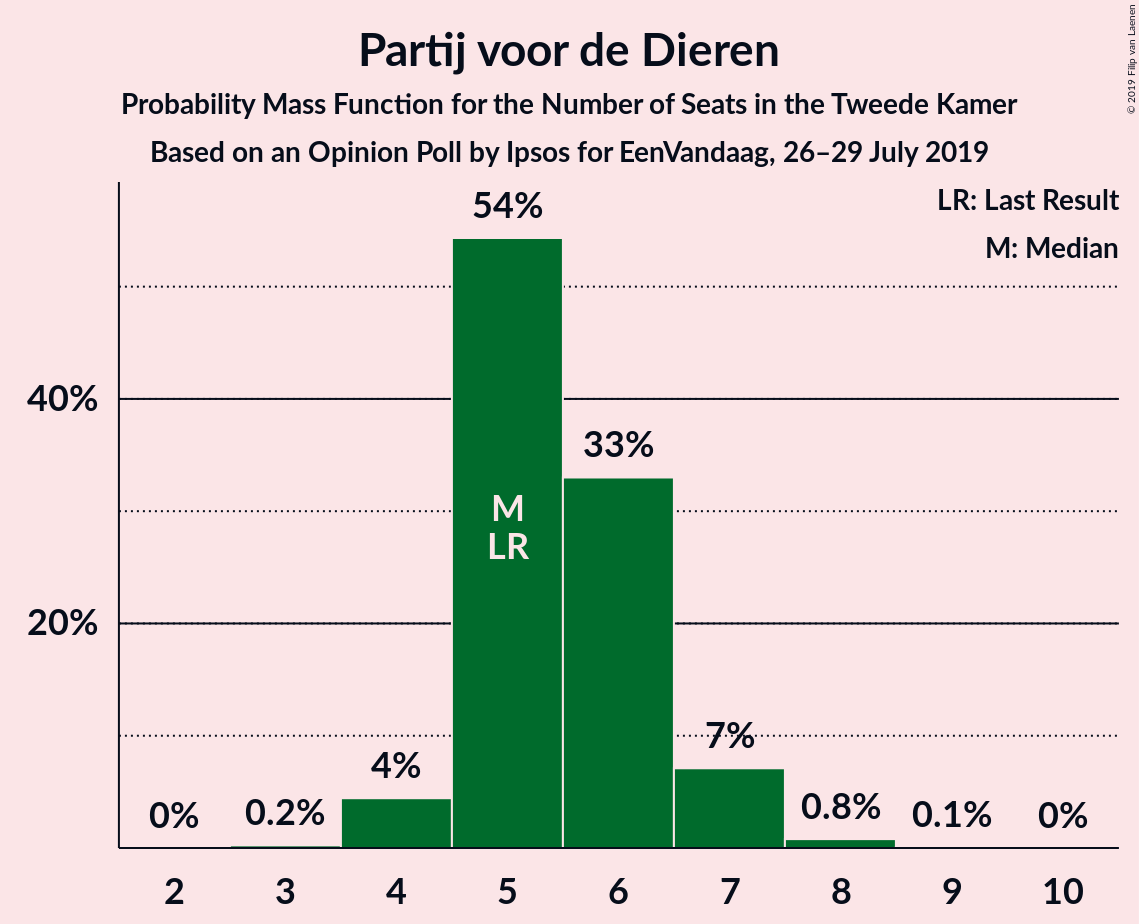 Partij voor de Dieren
Probability Mass Function for the Number of Seats in the Tweede Kamer
Based on an Opinion Poll by Ipsos for EenVandaag, 26–29 July 2019
© 2019 Filip van Laenen
LR: Last Result
M: Median
40%
20%
0%
0.2%
4%
54%
33%
7%
0.8%
0.1%
0%
M
LR
2 3 4 5 6 7 8 9 10